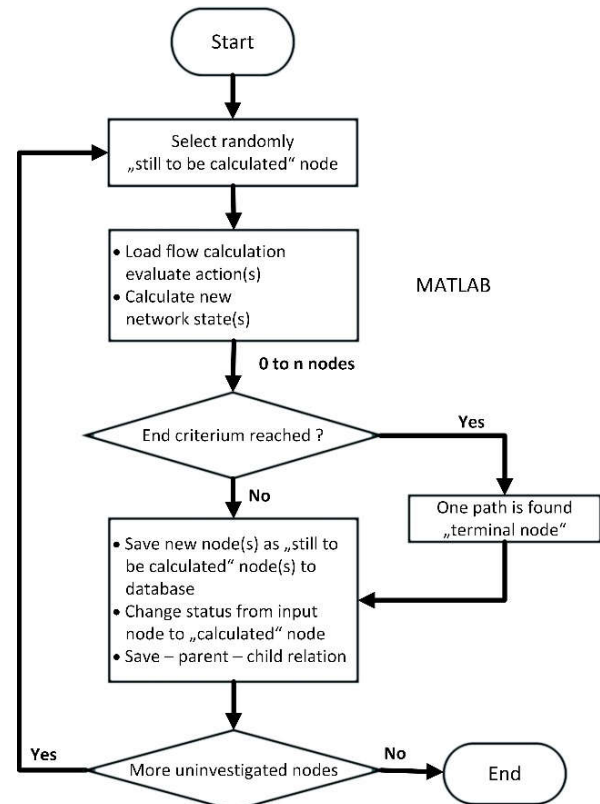 Start
Select randomly
„still to be calculated“ node
• Load flow calculation
evaluate action(s)
• Calculate new
network state(s)
MATLAB
0 to n nodes
End criterium reached ?
Yes
No
One path is found
„terminal node“
• Save new node(s) as „still to
be calculated“ node(s) to
database
• Change status from input
node to „calculated“ node
• Save – parent – child relation
Yes
More uninvestigated nodes
No
End